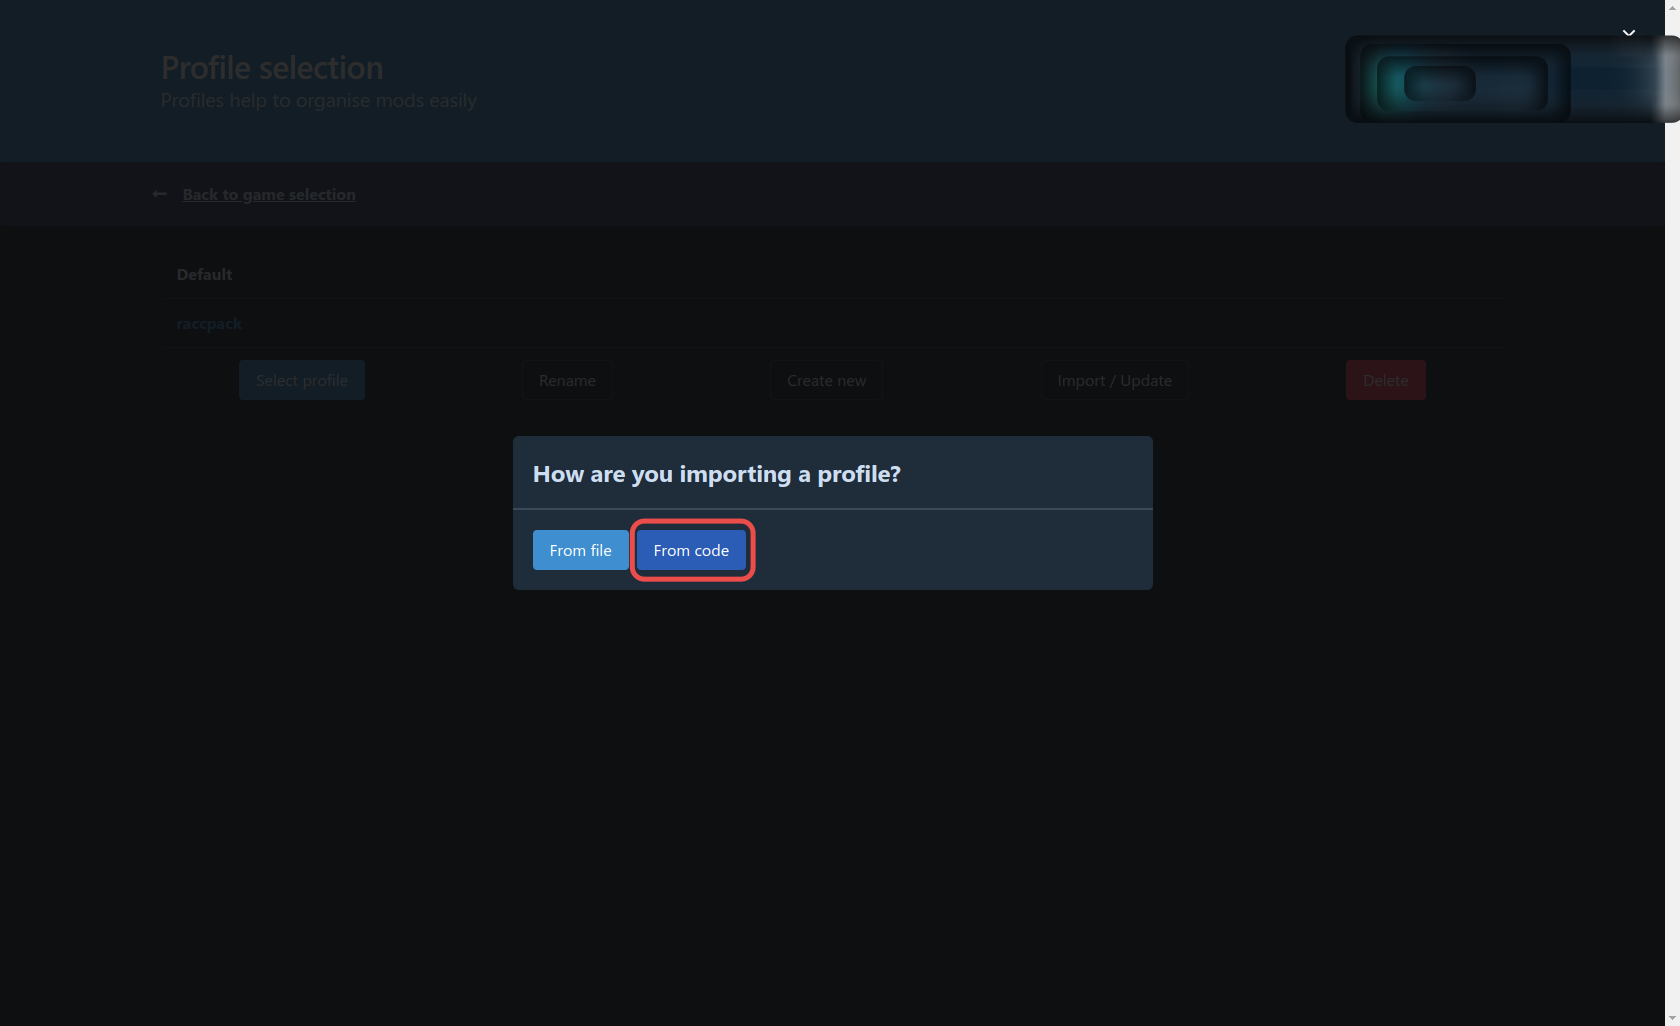 Profile selection
Profiles help to organise mods easily
Back to game selection
Default
raccpack
Select profile
Rename
Create new
Import / Update
Delete
How are you importing a profile?
From file
From code